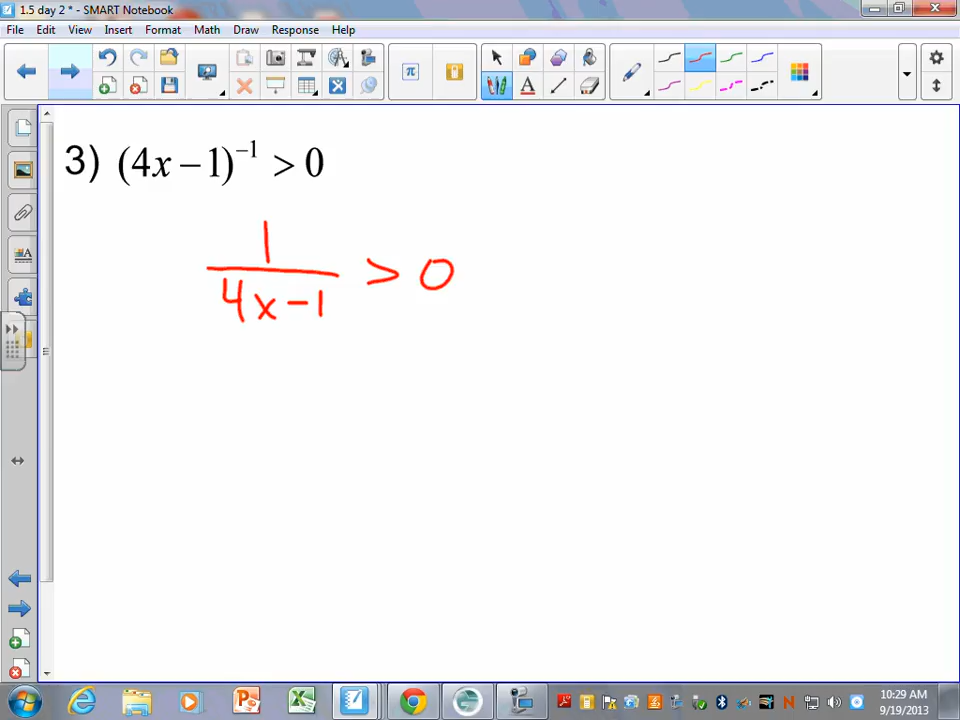 1.5 day 2 * - SMART Notebook
File Edit View Insert Format Math Draw Response Help
3) (4x − 1)⁻¹ > 0
1
4x − 1 > 0
10:29 AM
9/19/2013